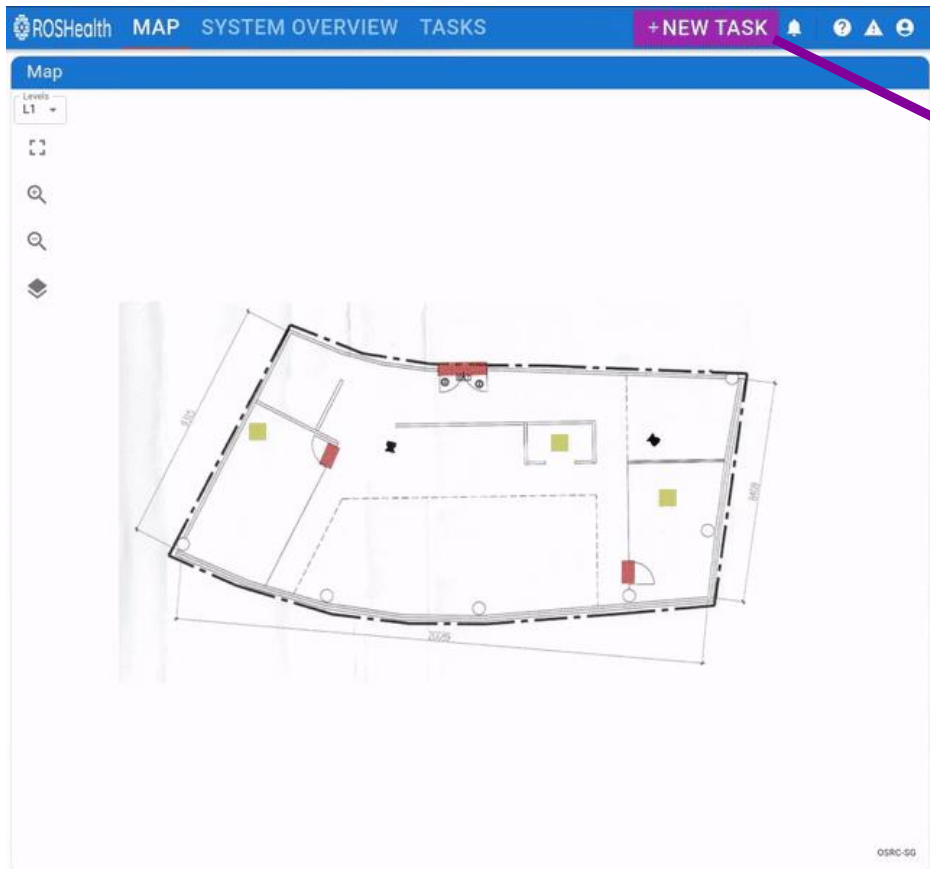 ROSHealth MAP SYSTEM OVERVIEW TASKS +NEW TASK
Map
Levels
L1
OSRC-SG